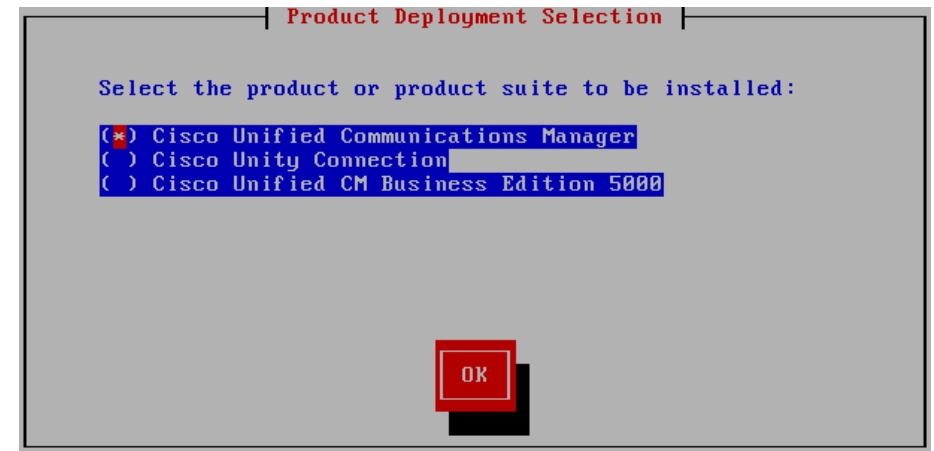 Product Deployment Selection
Select the product or product suite to be installed:
(*) Cisco Unified Communications Manager
( ) Cisco Unity Connection
( ) Cisco Unified CM Business Edition 5000
OK